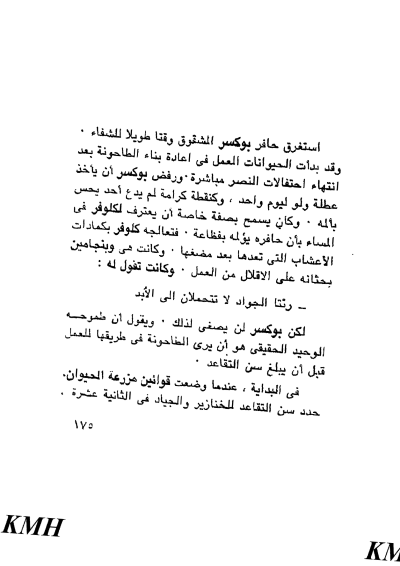 استغرق حافر بوكسر المشقوق وقتا طويلا للشفاء .
وقد بدأت الحيوانات العمل فى اعادة بناء الطاحونة بعد
انتهاء احتفالات النصر مباشرة . ورفض بوكسر أن يأخذ
عطلة ولو ليوم واحد ، وكنقطة كرامة لم يدع أحد يحس
بألمه . وكان يسمح بصفة خاصة أن يعترف لكلوفر فى
المساء بأن حافره يؤلمه بفظاعة . فتعالجه كلوفر بكمادات
الأعشاب التى تعدها بعد مضغها . وكانت هى وبنجامين
يحثانه على الاقلال من العمل . وكانت تقول له :
ــ رئتا الجواد لا تتحملان الى الأبد
لكن بوكسر لن يصغى لذلك . ويقول أن طموحه
الوحيد الحقيقى هو أن يرى الطاحونة فى طريقها للعمل
قبل أن يبلغ سن التقاعد .
فى البداية ، عندما وضعت قوانين مزرعة الحيوان.
حدد سن التقاعد للخنازير والجياد فى الثانية عشرة .
١٧٥
KMH
KM